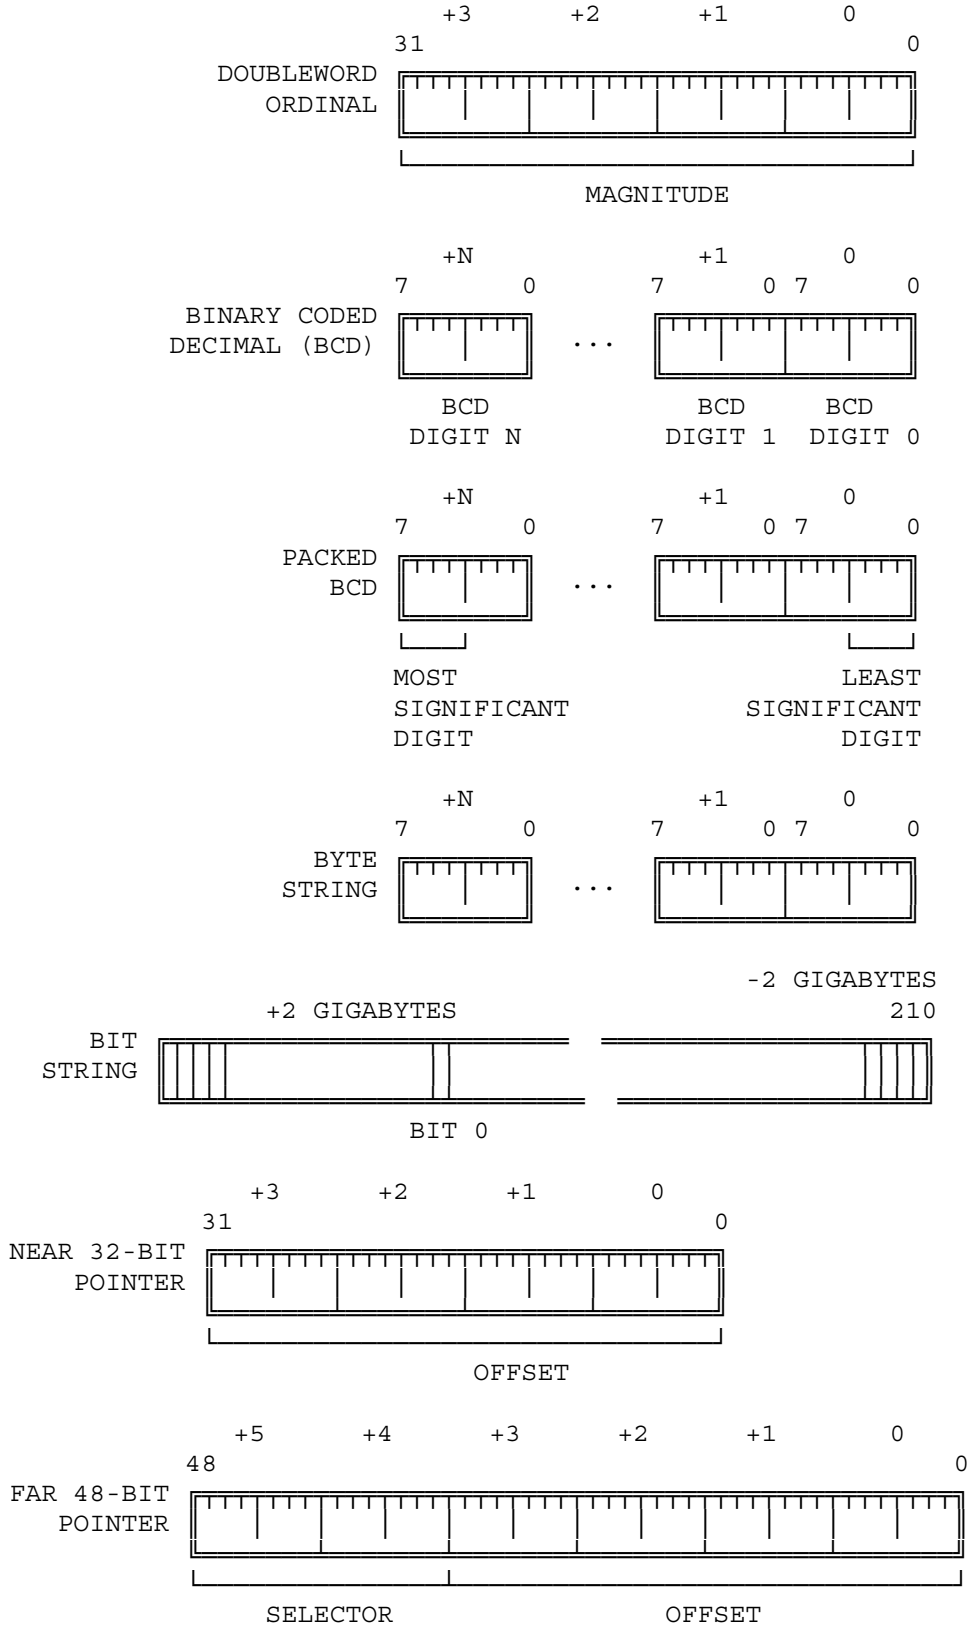 +3 +2 +1 0
31 0
DOUBLEWORD
ORDINAL
MAGNITUDE
+N +1 0
7 0 7 0 7 0
BINARY CODED
DECIMAL (BCD) ...
BCD BCD BCD
DIGIT N DIGIT 1 DIGIT 0
+N +1 0
7 0 7 0 7 0
PACKED
BCD ...
MOST LEAST
SIGNIFICANT SIGNIFICANT
DIGIT DIGIT
+N +1 0
7 0 7 0 7 0
BYTE
STRING ...
-2 GIGABYTES
+2 GIGABYTES 210
BIT
STRING
BIT 0
+3 +2 +1 0
31 0
NEAR 32-BIT
POINTER
OFFSET
+5 +4 +3 +2 +1 0
48 0
FAR 48-BIT
POINTER
SELECTOR OFFSET